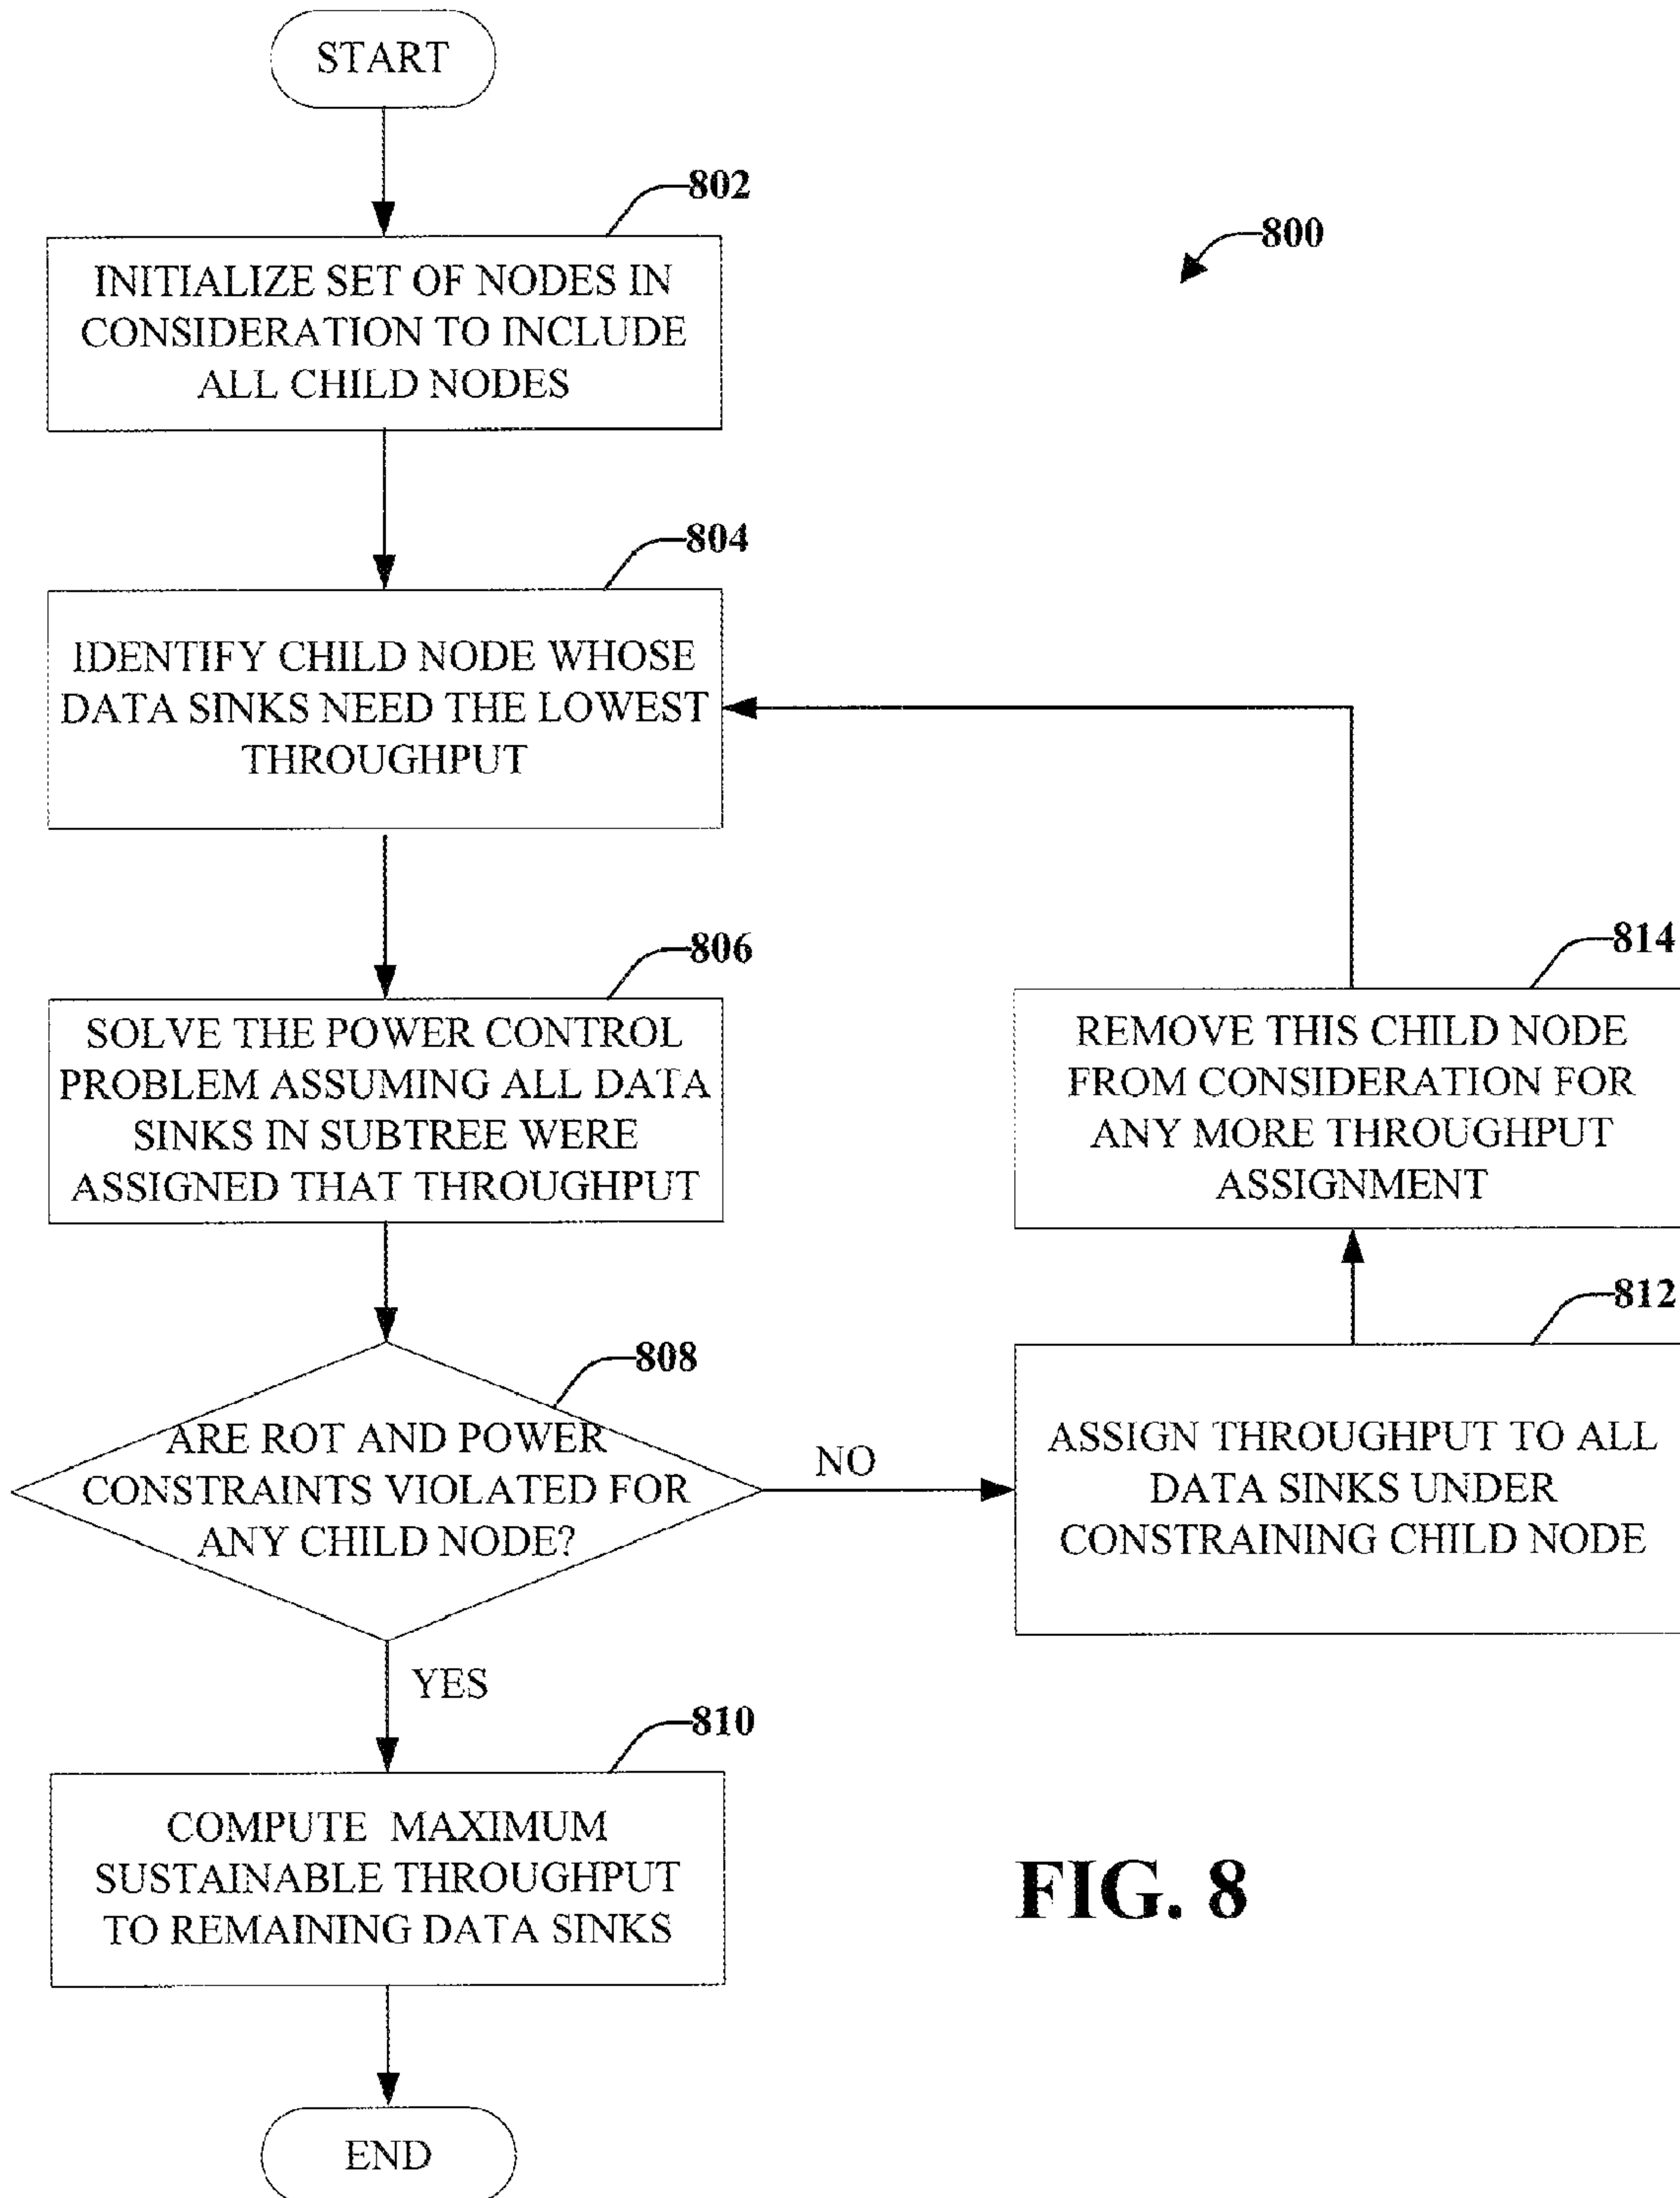 START
802
800
INITIALIZE SET OF NODES IN
CONSIDERATION TO INCLUDE
ALL CHILD NODES
804
IDENTIFY CHILD NODE WHOSE
DATA SINKS NEED THE LOWEST
THROUGHPUT
806
SOLVE THE POWER CONTROL
PROBLEM ASSUMING ALL DATA
SINKS IN SUBTREE WERE
ASSIGNED THAT THROUGHPUT
814
REMOVE THIS CHILD NODE
FROM CONSIDERATION FOR
ANY MORE THROUGHPUT
ASSIGNMENT
808
ARE ROT AND POWER
CONSTRAINTS VIOLATED FOR
ANY CHILD NODE?
NO
812
ASSIGN THROUGHPUT TO ALL
DATA SINKS UNDER
CONSTRAINING CHILD NODE
YES
810
COMPUTE MAXIMUM
SUSTAINABLE THROUGHPUT
TO REMAINING DATA SINKS
FIG. 8
END